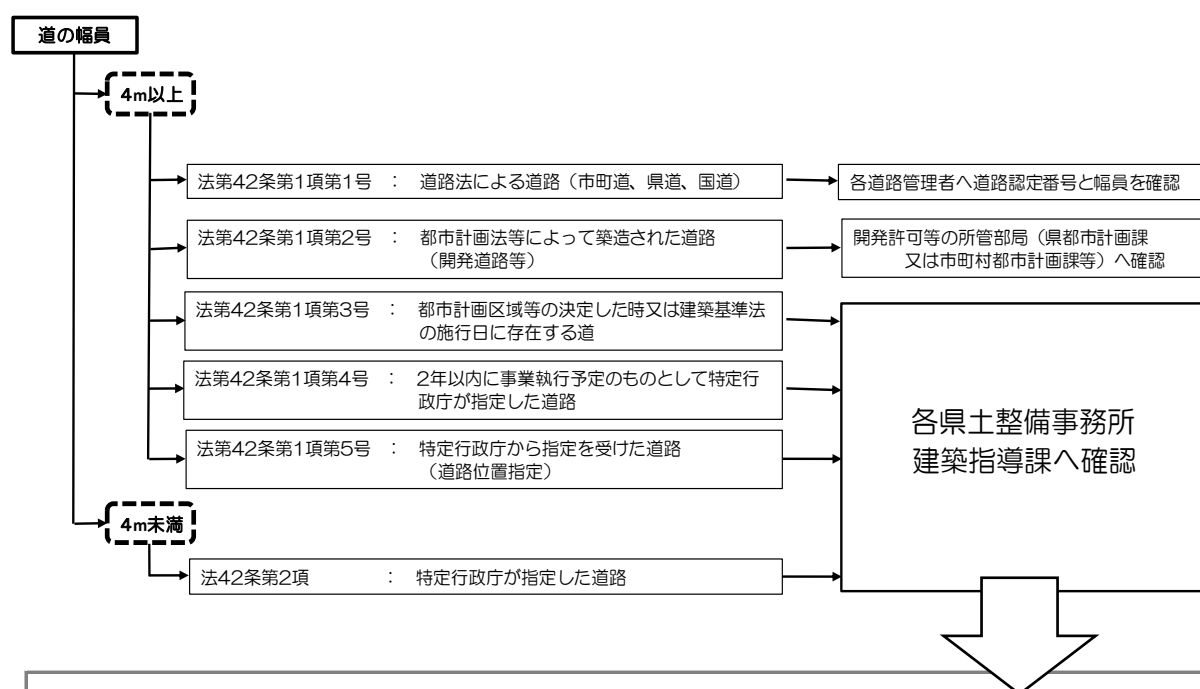 道の幅員
4m以上
法第42条第1項第1号 ： 道路法による道路（市町道、県道、国道）
各道路管理者へ道路認定番号と幅員を確認
法第42条第1項第2号 ： 都市計画法等によって築造された道路
（開発道路等）
開発許可等の所管部局（県都市計画課
又は市町村都市計画課等）へ確認
法第42条第1項第3号 ： 都市計画区域等の決定した時又は建築基準法
の施行日に存在する道
法第42条第1項第4号 ： 2年以内に事業執行予定のものとして特定行
政庁が指定した道路
法第42条第1項第5号 ： 特定行政庁から指定を受けた道路
（道路位置指定）
各県土整備事務所
建築指導課へ確認
4m未満
法42条第2項 ： 特定行政庁が指定した道路